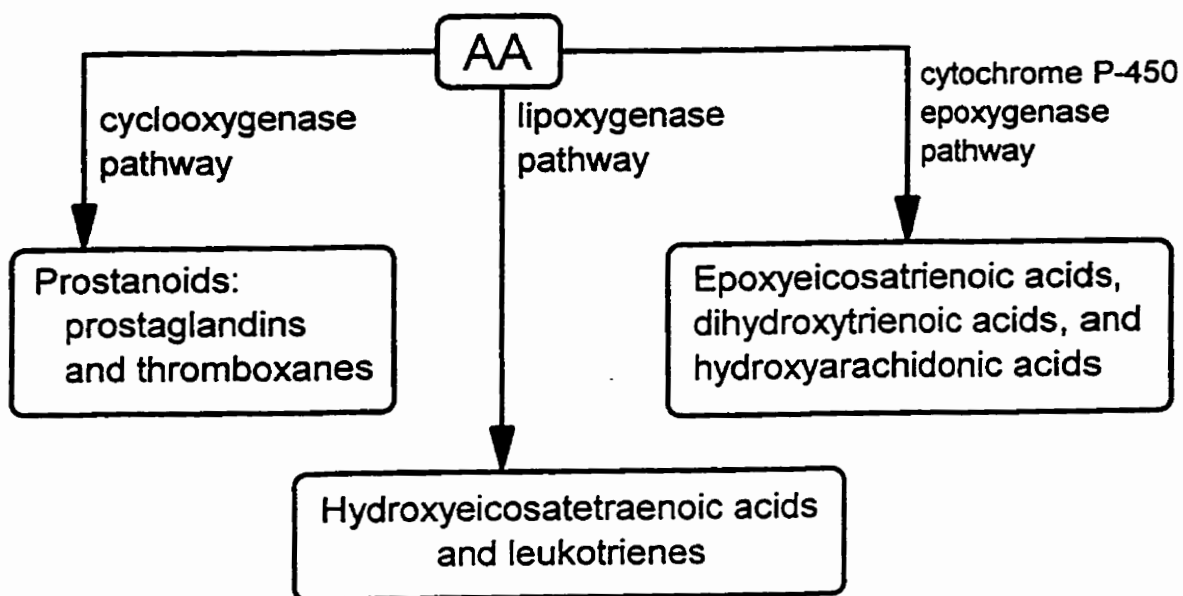 AA
cyclooxygenase
pathway
lipoxygenase
pathway
cytochrome P-450
epoxygenase
pathway
Prostanoids:
prostaglandins
and thromboxanes
Epoxyeicosatrienoic acids,
dihydroxytrienoic acids, and
hydroxyarachidonic acids
Hydroxyeicosatetraenoic acids
and leukotrienes